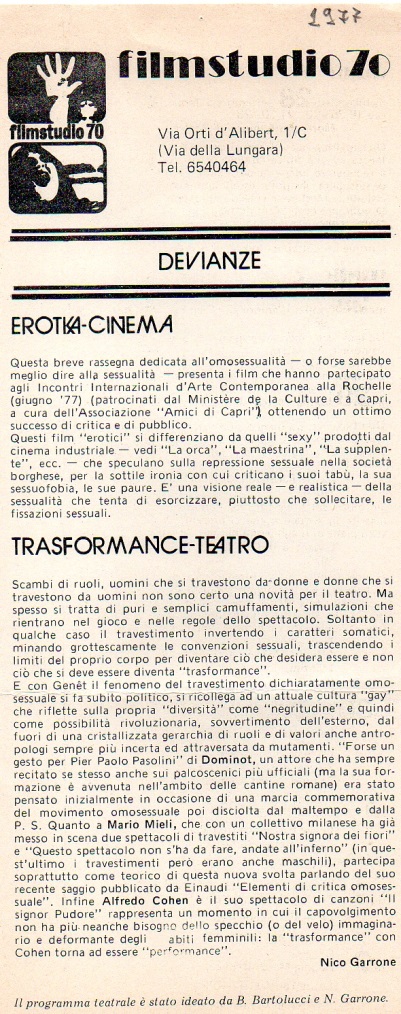 1977
filmstudio 70
filmstudio 70
Via Orti d'Alibert, 1/C
(Via della Lungara)
Tel. 6540464
DEVIANZE
EROTIKA-CINEMA
Questa breve rassegna dedicata all'omosessualità — o forse sarebbe
meglio dire alla sessualità — presenta i film che hanno partecipato
agli Incontri Internazionali d'Arte Contemporanea alla Rochelle
(giugno '77) (patrocinati dal Ministère de la Culture e a Capri,
a cura dell'Associazione "Amici di Capri"), ottenendo un ottimo
successo di critica e di pubblico.
Questi film "erotici" si differenziano da quelli "sexy" prodotti dal
cinema industriale — vedi "La orca", "La maestrina", "La supplen-
te", ecc. — che speculano sulla repressione sessuale nella società
borghese, per la sottile ironia con cui criticano i suoi tabù, la sua
sessuofobia, le sue paure. E' una visione reale — e realistica — della
sessualità che tenta di esorcizzare, piuttosto che sollecitare, le
fissazioni sessuali.
TRASFORMANCE-TEATRO
Scambi di ruoli, uomini che si travestono da donne e donne che si
travestono da uomini non sono certo una novità per il teatro. Ma
spesso si tratta di puri e semplici camuffamenti, simulazioni che
rientrano nel gioco e nelle regole dello spettacolo. Soltanto in
qualche caso il travestimento invertendo i caratteri somatici,
minando grottescamente le convenzioni sessuali, trascendendo i
limiti del proprio corpo per diventare ciò che desidera essere e non
ciò che si deve essere diventa "trasformance".
E con Genêt il fenomeno del travestimento dichiaratamente omo-
sessuale si fa subito politico, si ricollega ad un attuale cultura "gay"
che riflette sulla propria "diversità" come "negritudine" e quindi
come possibilità rivoluzionaria, sovvertimento dell'esterno, dal
fuori di una cristallizzata gerarchia di ruoli e di valori anche antro-
pologi sempre più incerta ed attraversata da mutamenti. "Forse un
gesto per Pier Paolo Pasolini" di Dominot, un attore che ha sempre
recitato se stesso anche sui palcoscenici più ufficiali (ma la sua for-
mazione è avvenuta nell'ambito delle cantine romane) era stato
pensato inizialmente in occasione di una marcia commemorativa
del movimento omosessuale poi disciolta dal maltempo e dalla
P. S. Quanto a Mario Mieli, che con un collettivo milanese ha già
messo in scena due spettacoli di travestiti "Nostra signora dei fiori"
e "Questo spettacolo non s'ha da fare, andate all'inferno" (in que-
st'ultimo i travestimenti però erano anche maschili), partecipa
soprattutto come teorico di questa nuova svolta parlando del suo
recente saggio pubblicato da Einaudi "Elementi di critica omoses-
suale". Infine Alfredo Cohen è il suo spettacolo di canzoni "Il
signor Pudore" rappresenta un momento in cui il capovolgimento
non ha più neanche bisogno dello specchio (o del velo) immagina-
rio e deformante degli abiti femminili: la "trasformance" con
Cohen torna ad essere "performance".
Nico Garrone
Il programma teatrale è stato ideato da B. Bartolucci e N. Garrone.